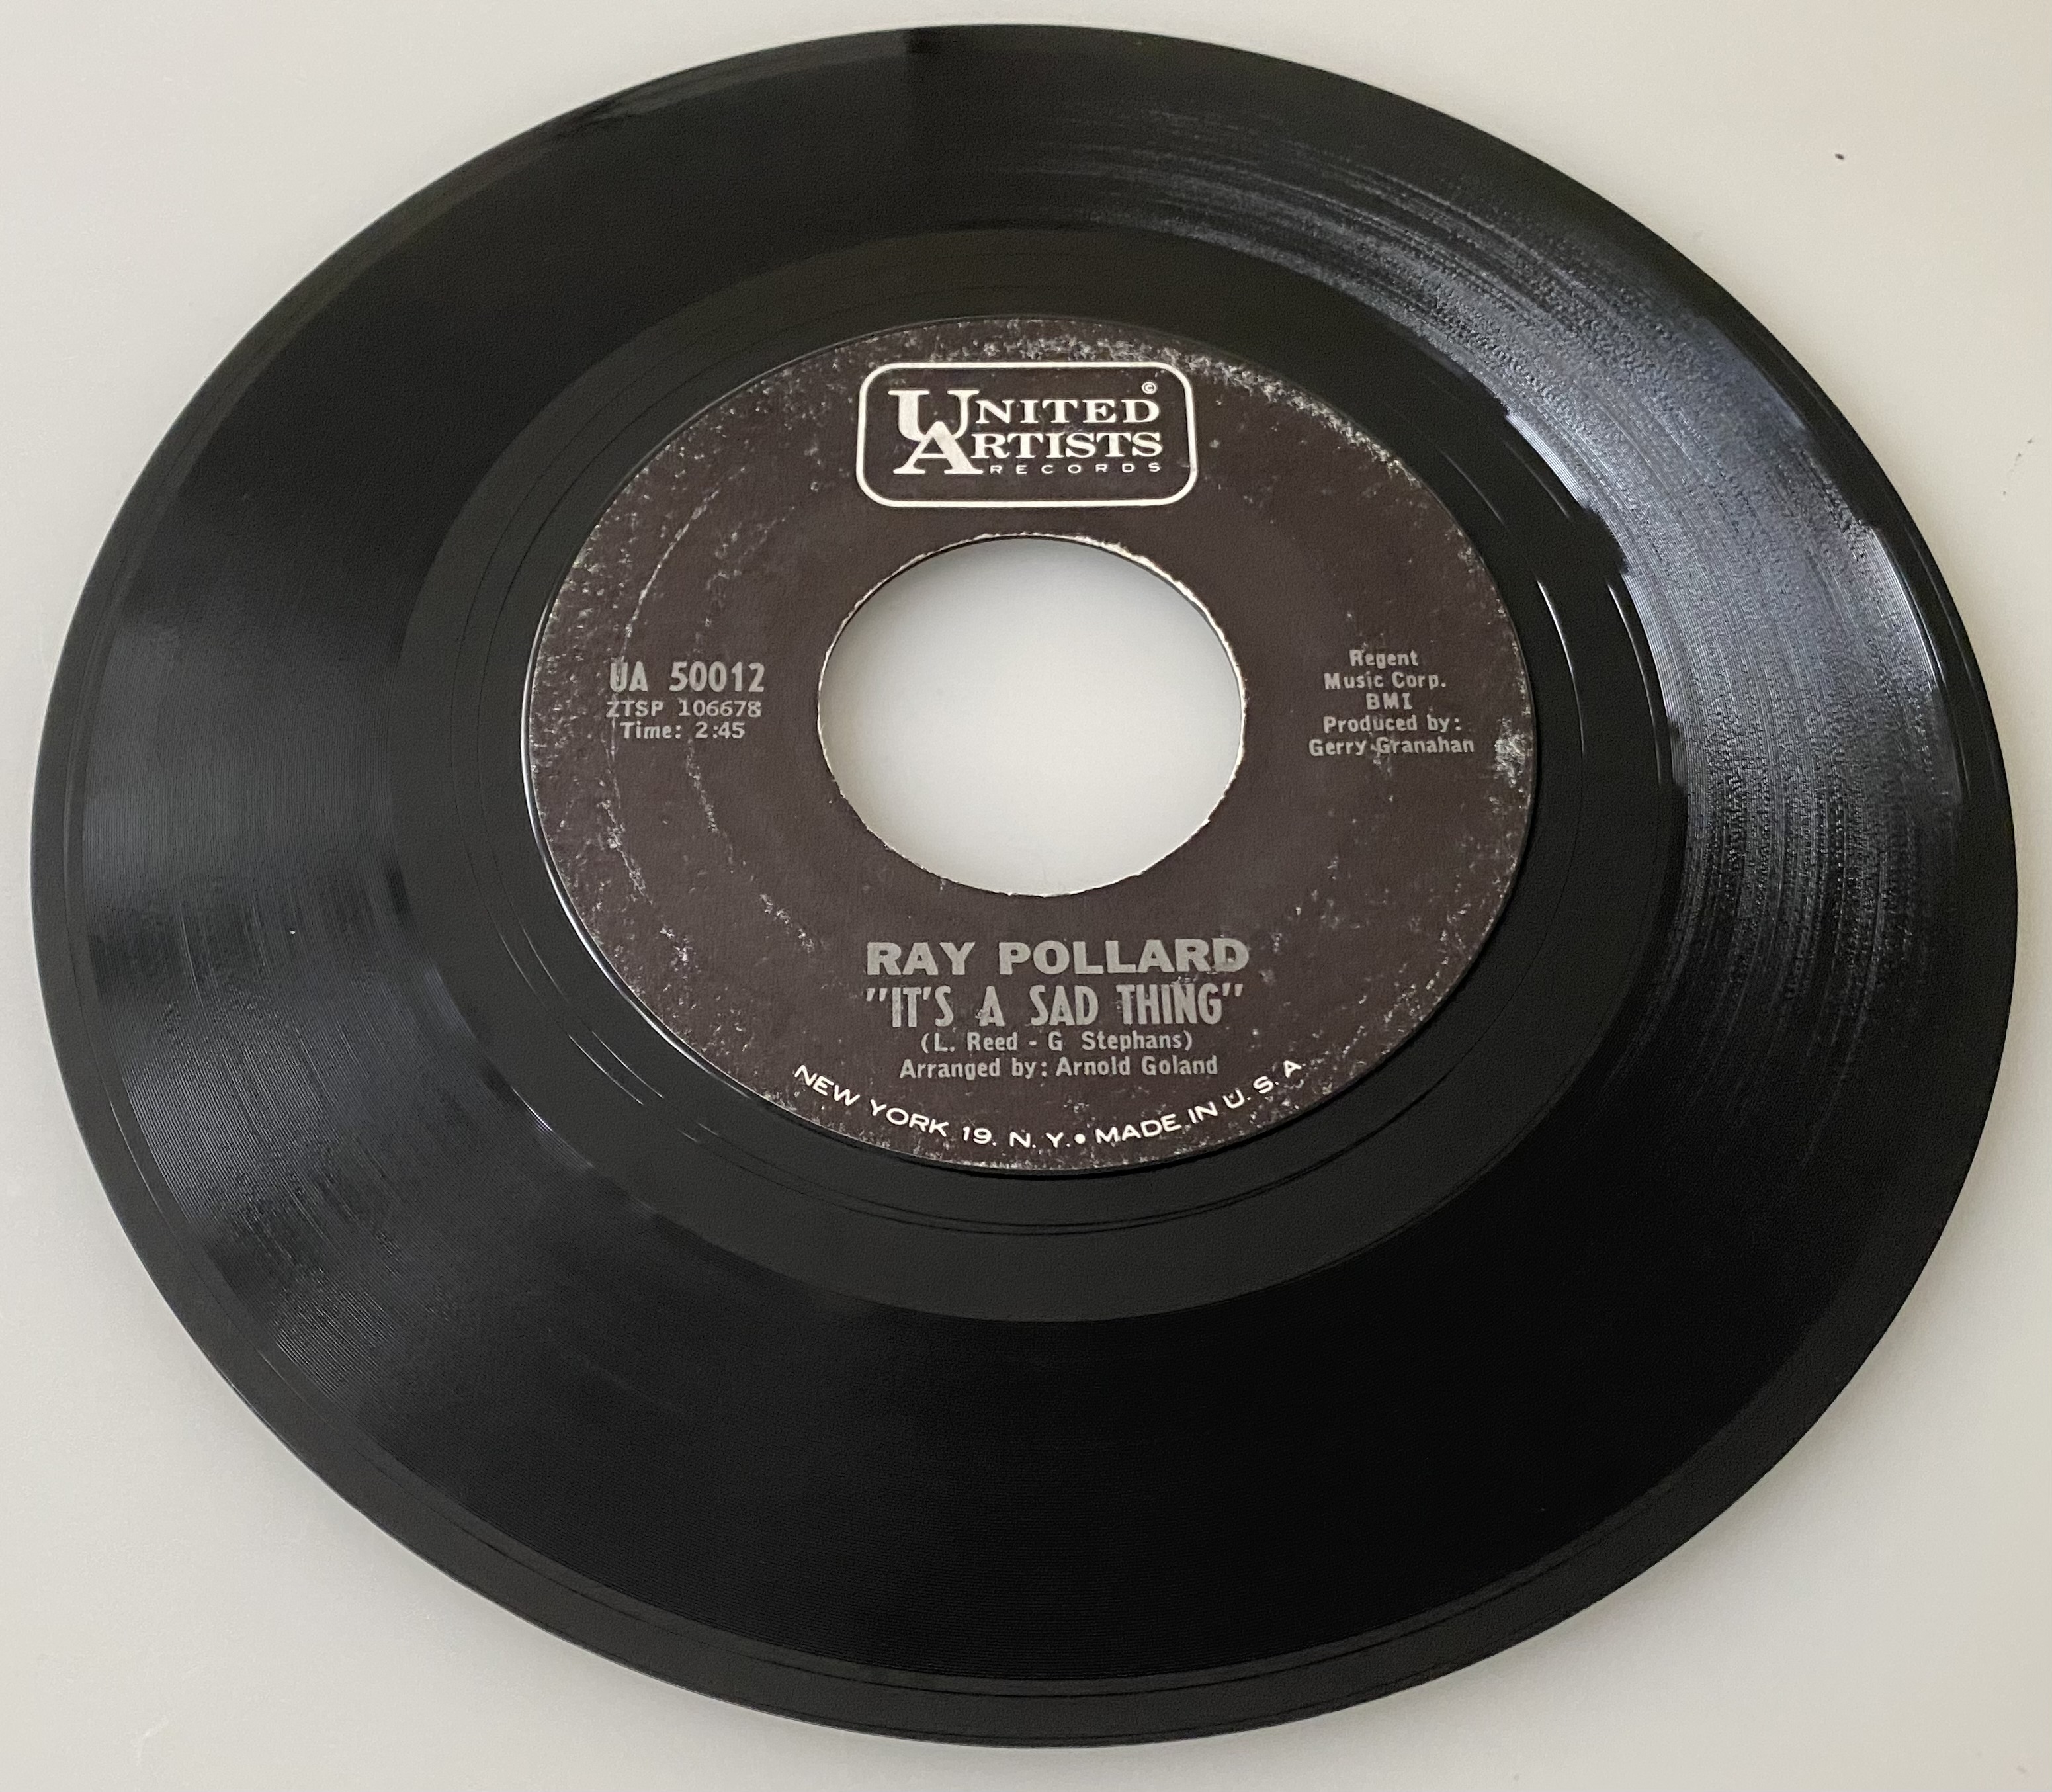 UNITED ©
ARTISTS
RECORDS
UA 50012
ZTSP 106678
Time: 2:45
Regent
Music Corp.
BMI
Produced by:
Gerry Granahan
RAY POLLARD
"IT'S A SAD THING"
(L. Reed - G Stephans)
Arranged by: Arnold Goland
NEW YORK 19, N. Y. • MADE IN U. S. A.